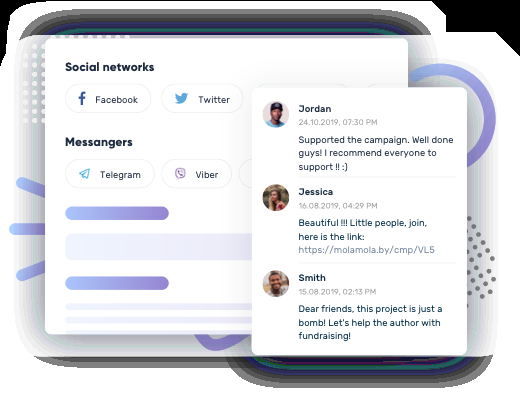 Social networks
Facebook
Twitter
Messangers
Telegram
Viber
Jordan
24.10.2019, 07:30 PM
Supported the campaign. Well done
guys! I recommend everyone to
support !! :)
Jessica
16.08.2019, 04:29 PM
Beautiful !!! Little people, join,
here is the link:
https://molamola.by/cmp/VL5
Smith
15.08.2019, 02:13 PM
Dear friends, this project is just a
bomb! Let's help the author with
fundraising!